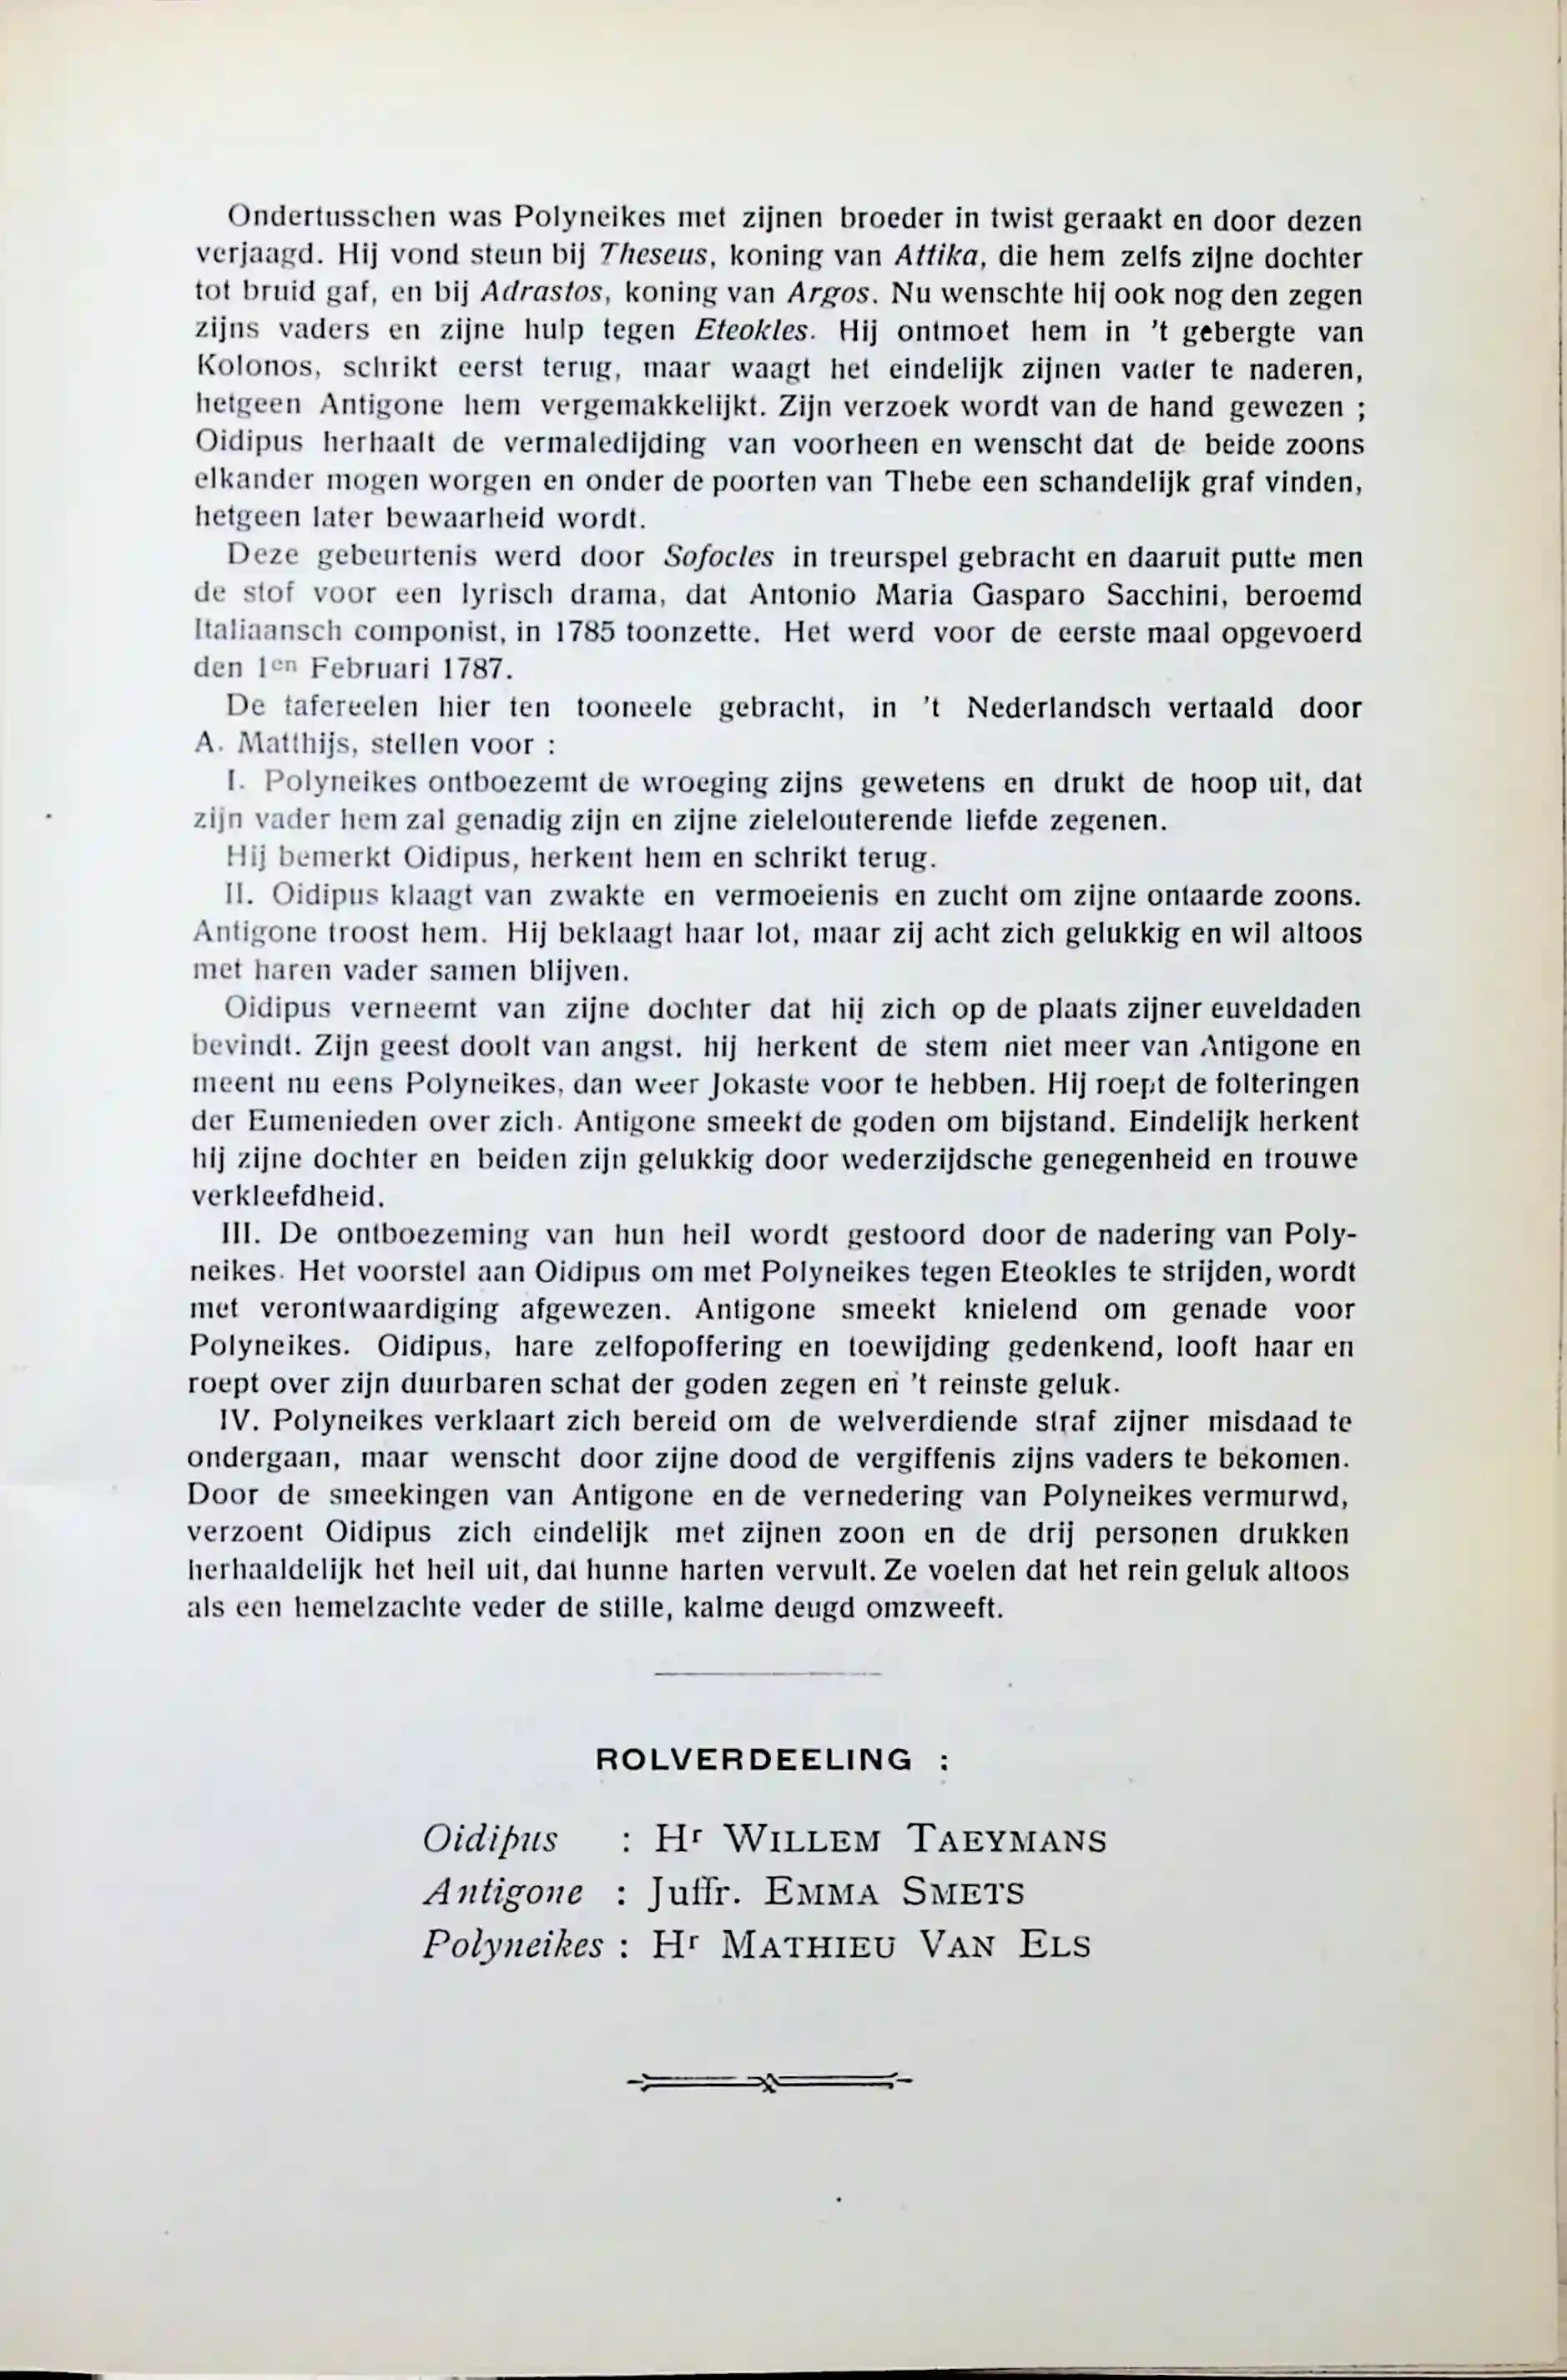 Ondertusschen was Polyneikes met zijnen broeder in twist geraakt en door dezen
verjaagd. Hij vond steun bij Theseus, koning van Attika, die hem zelfs zijne dochter
tot bruid gaf, en bij Adrastos, koning van Argos. Nu wenschte hij ook nog den zegen
zijns vaders en zijne hulp tegen Eteokles. Hij ontmoet hem in 't gebergte van
Kolonos, schrikt eerst terug, maar waagt het eindelijk zijnen vader te naderen,
hetgeen Antigone hem vergemakkelijkt. Zijn verzoek wordt van de hand gewezen ;
Oidipus herhaalt de vermaledijding van voorheen en wenscht dat de beide zoons
elkander mogen worgen en onder de poorten van Thebe een schandelijk graf vinden,
hetgeen later bewaarheid wordt.
Deze gebeurtenis werd door Sofocles in treurspel gebracht en daaruit putte men
de stof voor een lyrisch drama, dat Antonio Maria Gasparo Sacchini, beroemd
Italiaansch componist, in 1785 toonzette. Het werd voor de eerste maal opgevoerd
den 1en Februari 1787.
De tafereelen hier ten tooneele gebracht, in 't Nederlandsch vertaald door
A. Matthijs, stellen voor :
I. Polyneikes ontboezemt de wroeging zijns gewetens en drukt de hoop uit, dat
zijn vader hem zal genadig zijn en zijne zielelouterende liefde zegenen.
Hij bemerkt Oidipus, herkent hem en schrikt terug.
II. Oidipus klaagt van zwakte en vermoeienis en zucht om zijne ontaarde zoons.
Antigone troost hem. Hij beklaagt haar lot, maar zij acht zich gelukkig en wil altoos
met haren vader samen blijven.
Oidipus verneemt van zijne dochter dat hij zich op de plaats zijner euveldaden
bevindt. Zijn geest doolt van angst. hij herkent de stem niet meer van Antigone en
meent nu eens Polyneikes, dan weer Jokaste voor te hebben. Hij roept de folteringen
der Eumenieden over zich. Antigone smeekt de goden om bijstand. Eindelijk herkent
hij zijne dochter en beiden zijn gelukkig door wederzijdsche genegenheid en trouwe
verkleefdheid.
III. De ontboezeming van hun heil wordt gestoord door de nadering van Poly-
neikes. Het voorstel aan Oidipus om met Polyneikes tegen Eteokles te strijden, wordt
met verontwaardiging afgewezen. Antigone smeekt knielend om genade voor
Polyneikes. Oidipus, hare zelfopoffering en toewijding gedenkend, looft haar en
roept over zijn duurbaren schat der goden zegen en 't reinste geluk.
IV. Polyneikes verklaart zich bereid om de welverdiende straf zijner misdaad te
ondergaan, maar wenscht door zijne dood de vergiffenis zijns vaders te bekomen.
Door de smeekingen van Antigone en de vernedering van Polyneikes vermurwd,
verzoent Oidipus zich eindelijk met zijnen zoon en de drij personen drukken
herhaaldelijk het heil uit, dat hunne harten vervult. Ze voelen dat het rein geluk altoos
als een hemelzachte veder de stille, kalme deugd omzweeft.
ROLVERDEELING :
Oidipus : Hr WILLEM TAEYMANS
Antigone : Juffr. EMMA SMETS
Polyneikes : Hr MATHIEU VAN ELS